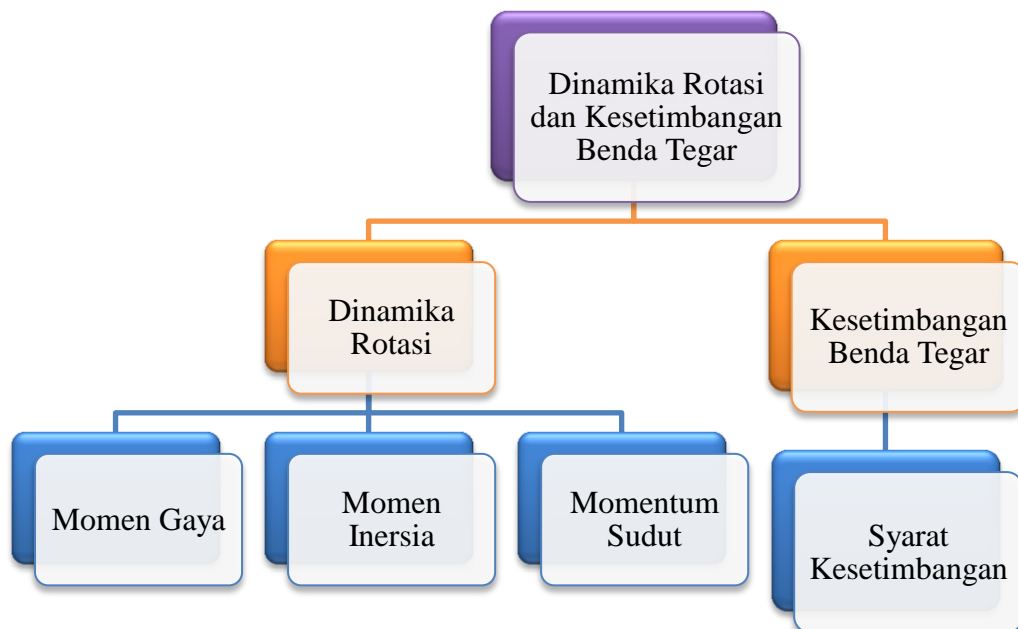 Dinamika Rotasi
dan Kesetimbangan
Benda Tegar
Dinamika
Rotasi
Kesetimbangan
Benda Tegar
Momen Gaya
Momen
Inersia
Momentum
Sudut
Syarat
Kesetimbangan